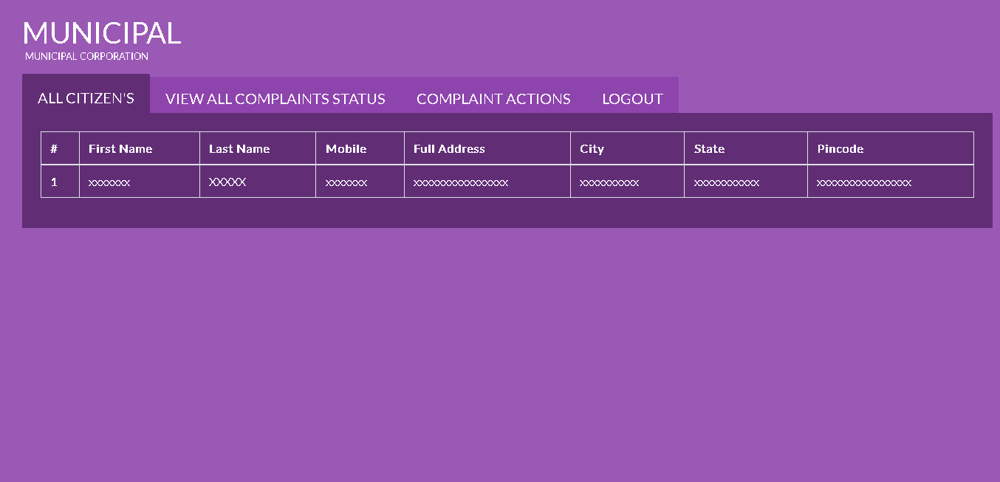 MUNICIPAL
MUNICIPAL CORPORATION
ALL CITIZEN'S VIEW ALL COMPLAINTS STATUS COMPLAINT ACTIONS LOGOUT
# First Name Last Name Mobile Full Address City State Pincode
1 xxxxxxx XXXXX xxxxxxx xxxxxxxxxxxxxxxx xxxxxxxxxx xxxxxxxxxxx xxxxxxxxxxxxxxxx